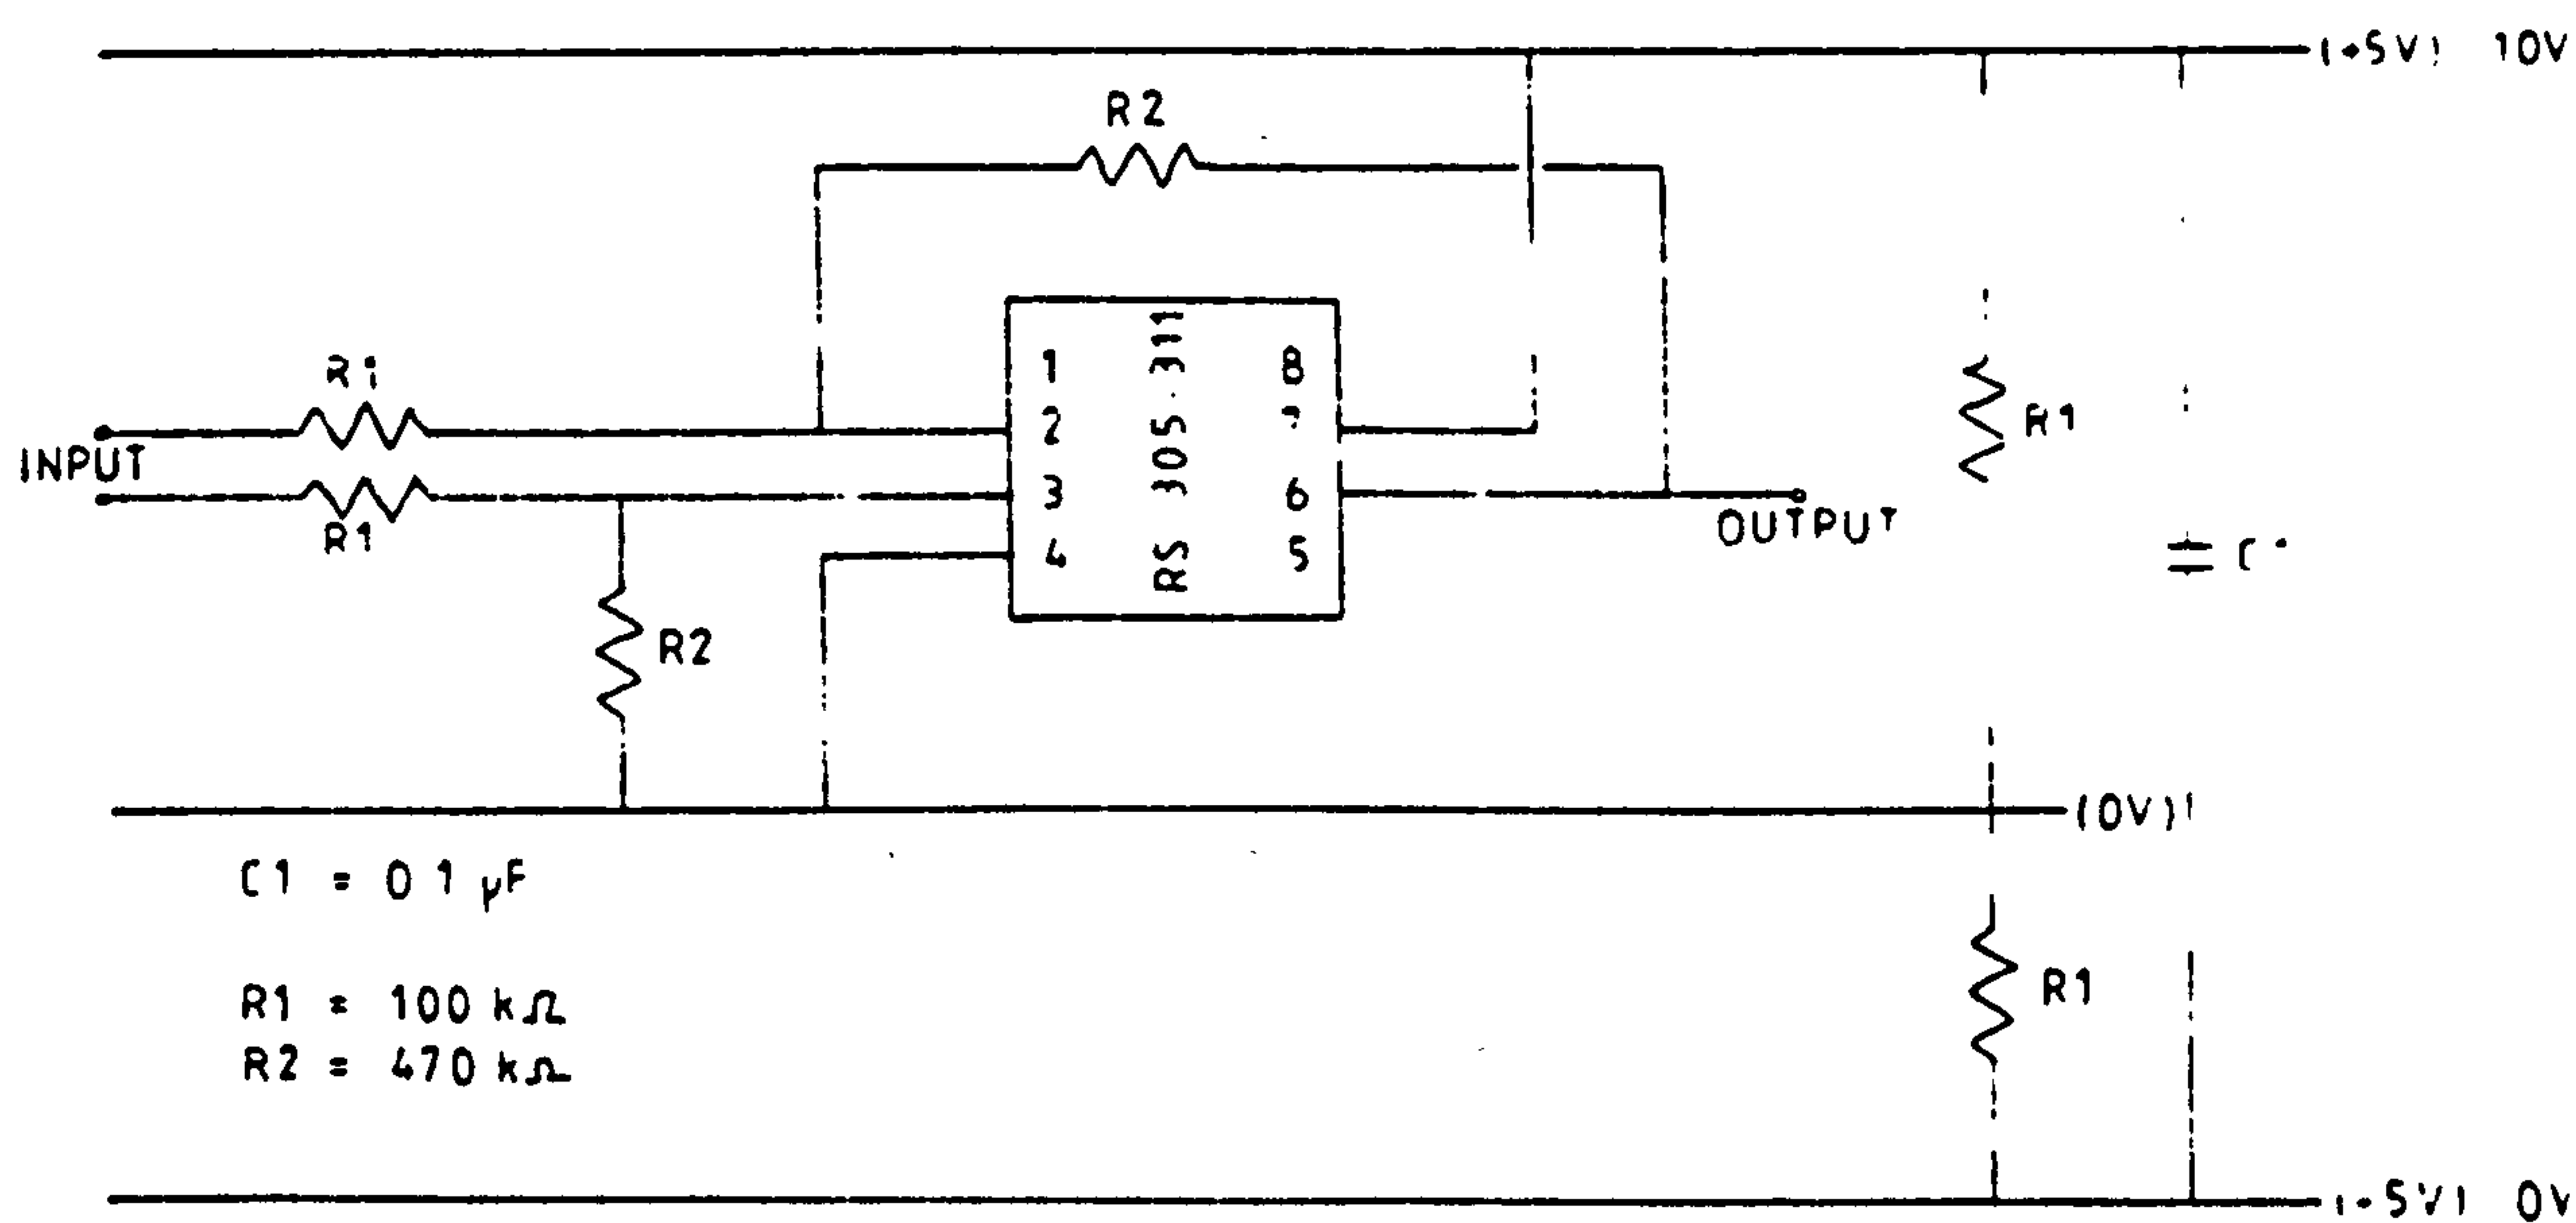 (+5V) 10V
R2
R1
INPUT
R1
R2
1
2
3
4
RS 305·311
8
7
6
5
OUTPUT
R1
(0V)
C1 = 0 1 µF
R1 = 100 kΩ
R2 = 470 kΩ
R1
(-5V) 0V